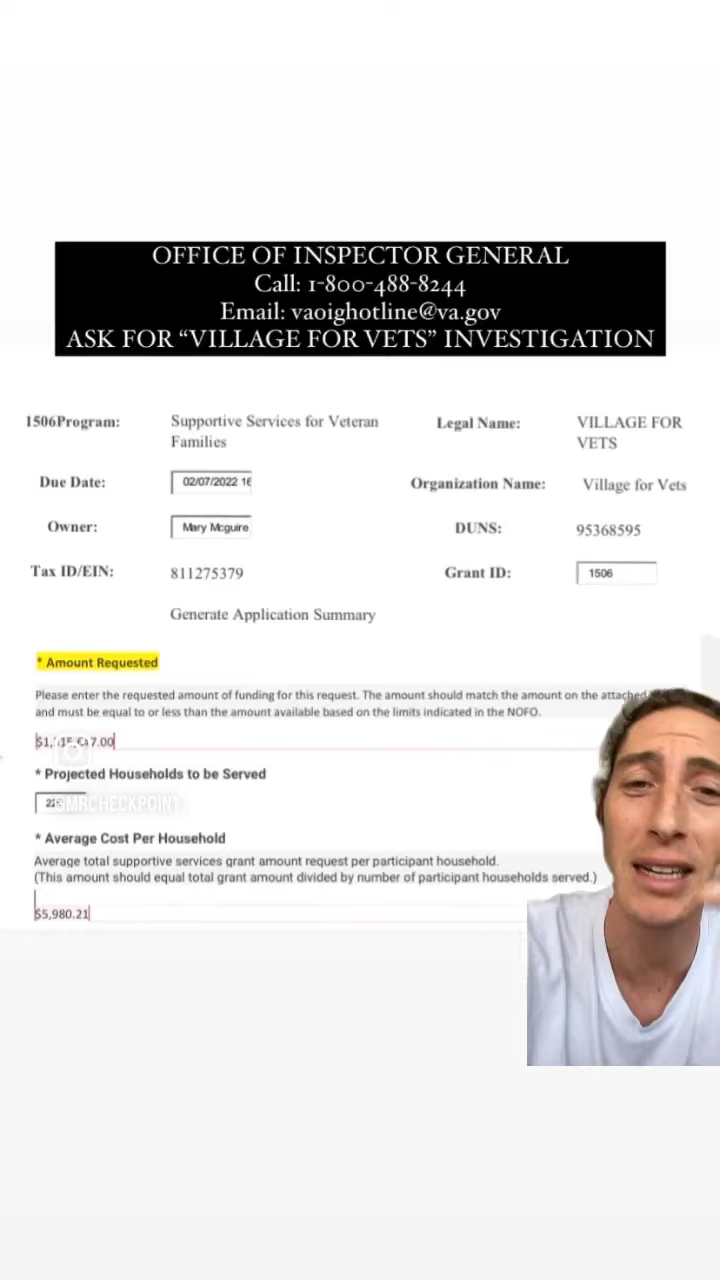 OFFICE OF INSPECTOR GENERAL
Call: 1-800-488-8244
Email: vaoighotline@va.gov
ASK FOR “VILLAGE FOR VETS” INVESTIGATION
1506Program:
Supportive Services for Veteran
Families
Legal Name:
VILLAGE FOR
VETS
Due Date:
02/07/2022 16
Organization Name:
Village for Vets
Owner:
Mary Mcguire
DUNS:
95368595
Tax ID/EIN:
811275379
Grant ID:
1506
Generate Application Summary
* Amount Requested
Please enter the requested amount of funding for this request. The amount should match the amount on the attached
and must be equal to or less than the amount available based on the limits indicated in the NOFO.
* Projected Households to be Served
@MRCHECKPOINT
* Average Cost Per Household
Average total supportive services grant amount request per participant household.
(This amount should equal total grant amount divided by number of participant households served.)
$5,980.21